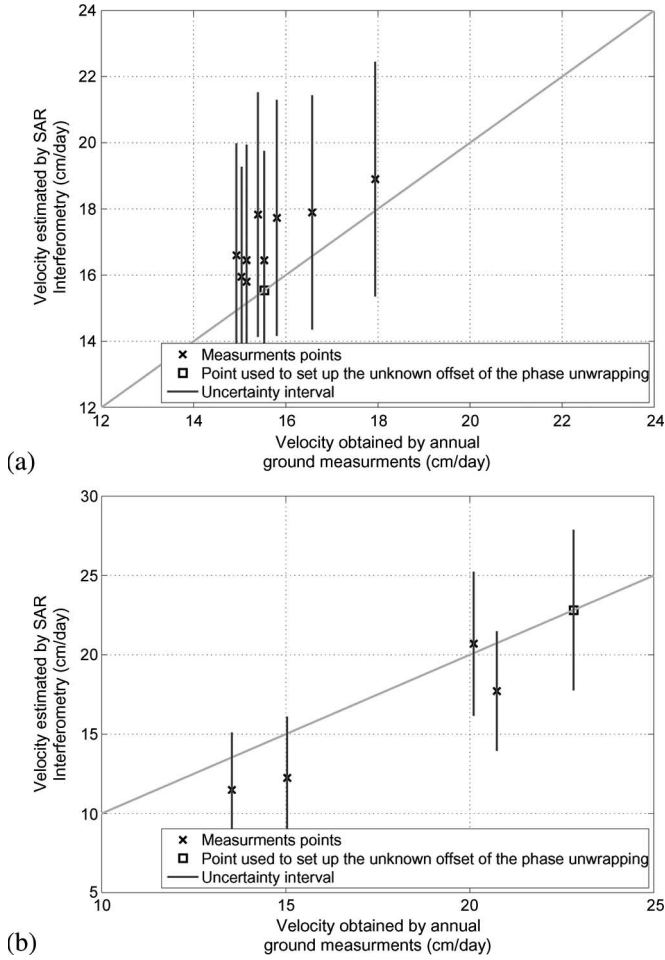 24
22
20
18
16
14
12
Velocity estimated by SAR
Interferometry (cm/day)
Measurments points
Point used to set up the unknown offset of the phase unwrapping
Uncertainty interval
12 14 16 18 20 22 24
Velocity obtained by annual
ground measurments (cm/day)
(a)
30
25
20
15
10
5
Velocity estimated by SAR
Interferometry (cm/day)
Measurments points
Point used to set up the unknown offset of the phase unwrapping
Uncertainty interval
10 15 20 25
Velocity obtained by annual
ground measurments (cm/day)
(b)